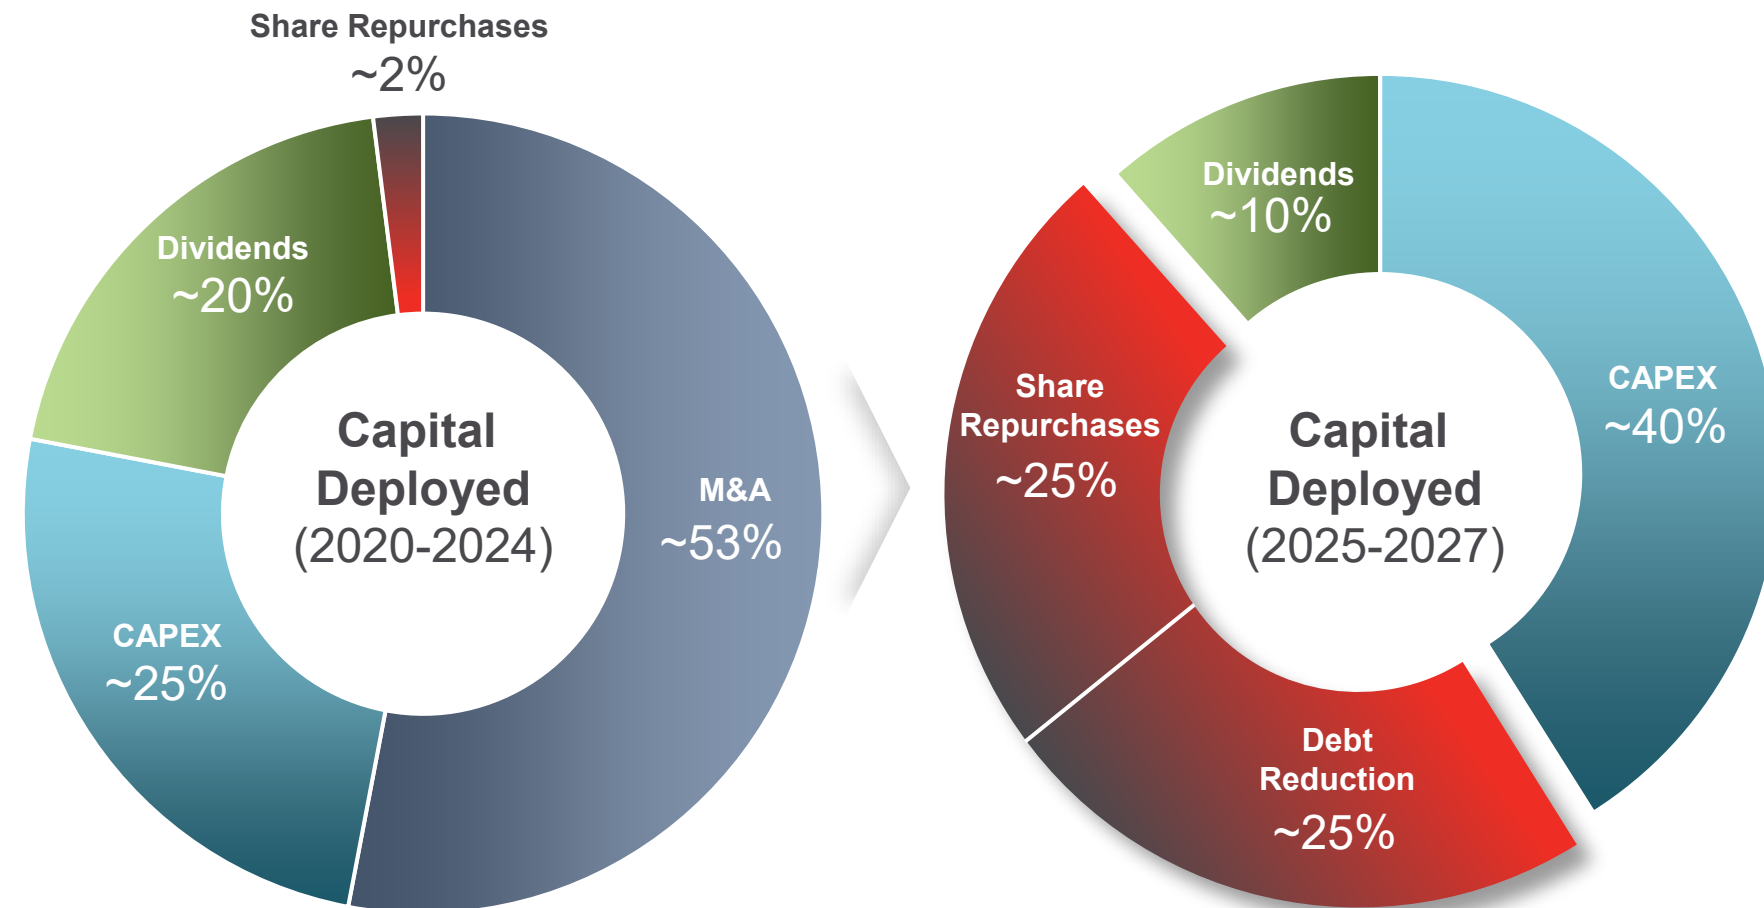 Share Repurchases
~2%
Dividends
~20%
CAPEX
~25%
M&A
~53%
Capital
Deployed
(2020-2024)
Dividends
~10%
Share
Repurchases
~25%
Debt
Reduction
~25%
CAPEX
~40%
Capital
Deployed
(2025-2027)